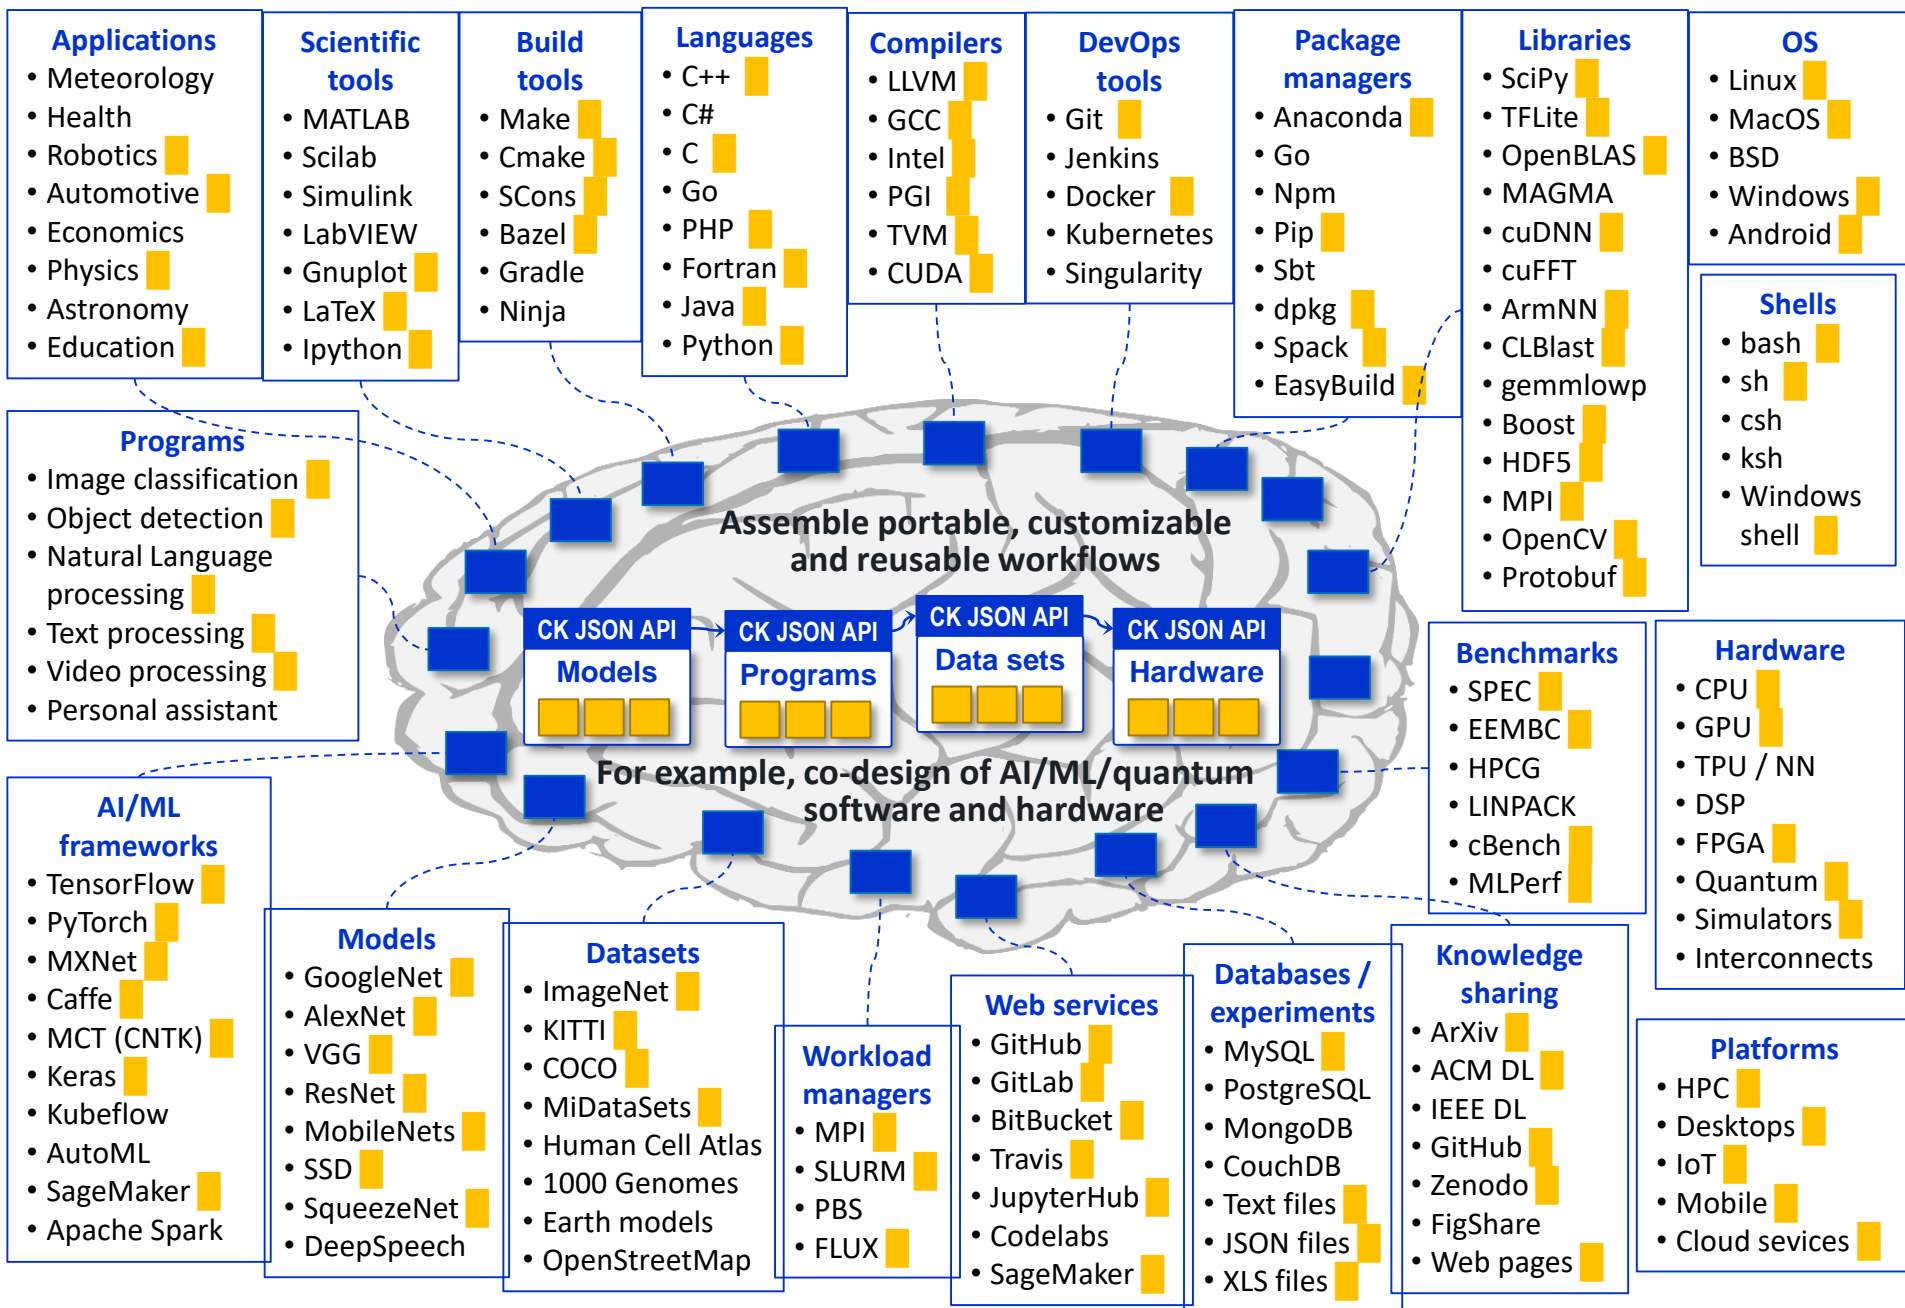 Applications
• Meteorology
• Health
• Robotics
• Automotive
• Economics
• Physics
• Astronomy
• Education
Scientific
tools
• MATLAB
• Scilab
• Simulink
• LabVIEW
• Gnuplot
• LaTeX
• Ipython
Build
tools
• Make
• Cmake
• SCons
• Bazel
• Gradle
• Ninja
Languages
• C++
• C#
• C
• Go
• PHP
• Fortran
• Java
• Python
Compilers
• LLVM
• GCC
• Intel
• PGI
• TVM
• CUDA
DevOps
tools
• Git
• Jenkins
• Docker
• Kubernetes
• Singularity
Package
managers
• Anaconda
• Go
• Npm
• Pip
• Sbt
• dpkg
• Spack
• EasyBuild
Libraries
• SciPy
• TFLite
• OpenBLAS
• MAGMA
• cuDNN
• cuFFT
• ArmNN
• CLBlast
• gemmlowp
• Boost
• HDF5
• MPI
• OpenCV
• Protobuf
OS
• Linux
• MacOS
• BSD
• Windows
• Android
Shells
• bash
• sh
• csh
• ksh
• Windows
shell
Programs
• Image classification
• Object detection
• Natural Language
processing
• Text processing
• Video processing
• Personal assistant
Assemble portable, customizable
and reusable workflows
CK JSON API
Models
CK JSON API
Programs
CK JSON API
Data sets
CK JSON API
Hardware
For example, co-design of AI/ML/quantum
software and hardware
Benchmarks
• SPEC
• EEMBC
• HPCG
• LINPACK
• cBench
• MLPerf
Hardware
• CPU
• GPU
• TPU / NN
• DSP
• FPGA
• Quantum
• Simulators
• Interconnects
AI/ML
frameworks
• TensorFlow
• PyTorch
• MXNet
• Caffe
• MCT (CNTK)
• Keras
• Kubeflow
• AutoML
• SageMaker
• Apache Spark
Models
• GoogleNet
• AlexNet
• VGG
• ResNet
• MobileNets
• SSD
• SqueezeNet
• DeepSpeech
Datasets
• ImageNet
• KITTI
• COCO
• MiDataSets
• Human Cell Atlas
• 1000 Genomes
• Earth models
• OpenStreetMap
Workload
managers
• MPI
• SLURM
• PBS
• FLUX
Web services
• GitHub
• GitLab
• BitBucket
• Travis
• JupyterHub
• Codelabs
• SageMaker
Databases /
experiments
• MySQL
• PostgreSQL
• MongoDB
• CouchDB
• Text files
• JSON files
• XLS files
Knowledge
sharing
• ArXiv
• ACM DL
• IEEE DL
• GitHub
• Zenodo
• FigShare
• Web pages
Platforms
• HPC
• Desktops
• IoT
• Mobile
• Cloud sevices